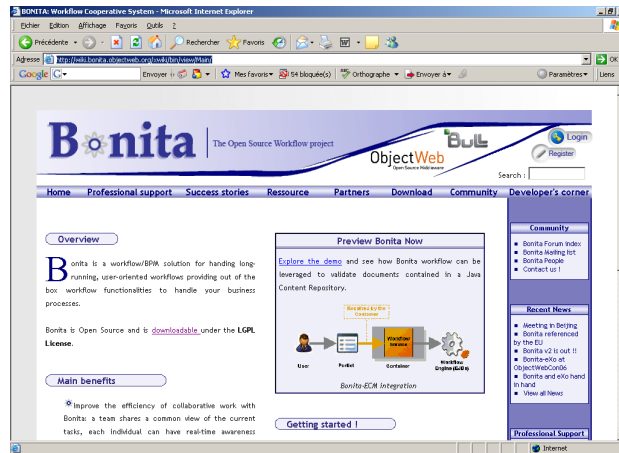 BONITA: Workflow Cooperative System - Microsoft Internet Explorer
Fichier Edition Affichage Favoris Outils ?
Précédente Rechercher Favoris
Adresse http://wiki.bonita.objectweb.org/xwiki/bin/view/Main/ OK
Google G Envoyer Mes favoris 54 bloquée(s) Orthographe Envoyer à Paramètres Liens
Bonita The Open Source Workflow project
ObjectWeb
Open Source Middleware
Bull
Login
Register
Search :
Home Professional support Success stories Ressource Partners Download Community Developer's corner
Overview
Bonita is a workflow/BPM solution for handling long-
running, user-oriented workflows providing out of the
box workflow functionalities to handle your business
processes.
Bonita is Open Source and is downloadable under the LGPL
License.
Main benefits
Improve the efficiency of collaborative work with
Bonita: a team shares a common view of the current
tasks, each individual can have real-time awareness
Preview Bonita Now
Explore the demo and see how Bonita workflow can be
leveraged to validate documents contained in a Java
Content Repository.
Resolved by the
Container
Workflow
Service
User Portlet Container Workflow
Engine (EJBs)
Bonita-ECM integration
Getting started !
Community
Bonita Forum Index
Bonita Mailing list
Bonita People
Contact us !
Recent News
Meeting in Beijing
Bonita referenced
by the EU
Bonita v2 is out !!
Bonita-eXo at
ObjectWebCon06
Bonita and eXo hand
in hand
View all News
Professional Support
Internet